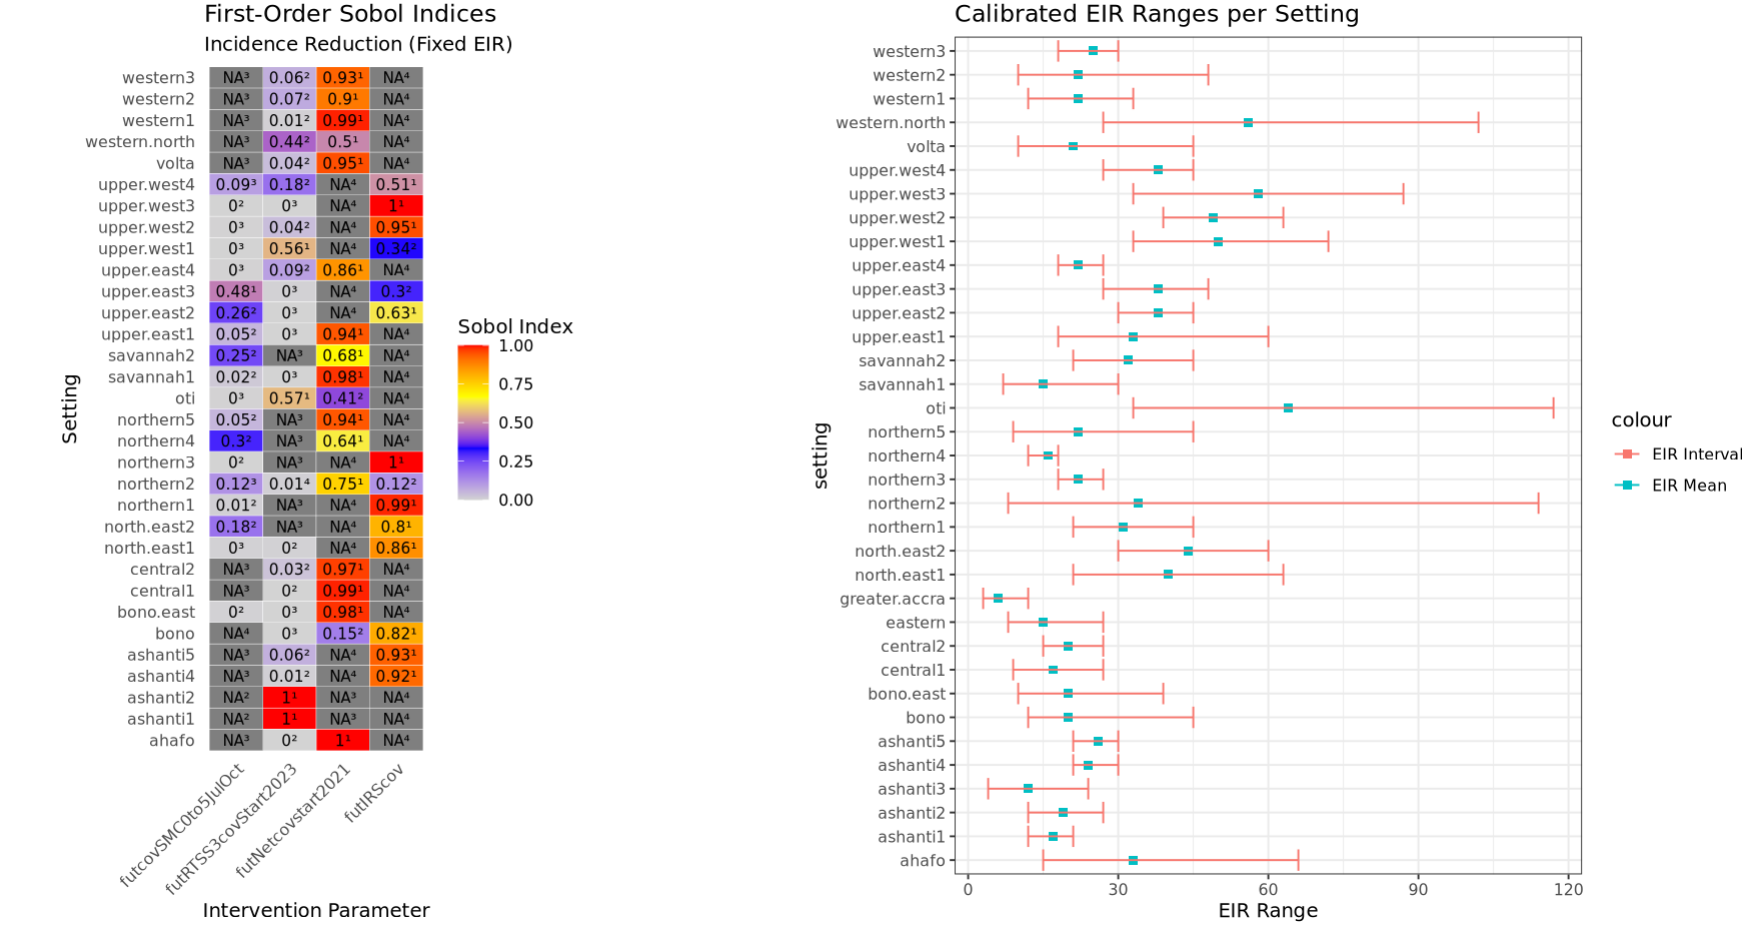 First-Order Sobol Indices
Incidence Reduction (Fixed EIR)
western3 NA³ 0.06² 0.93¹ NA⁴
western2 NA³ 0.07² 0.9¹ NA⁴
western1 NA³ 0.01² 0.99¹ NA⁴
western.north NA³ 0.44² 0.5¹ NA⁴
volta NA³ 0.04² 0.95¹ NA⁴
upper.west4 0.09³ 0.18² NA⁴ 0.51¹
upper.west3 0² 0³ NA⁴ 1¹
upper.west2 0³ 0.04² NA⁴ 0.95¹
upper.west1 0³ 0.56¹ NA⁴ 0.34²
upper.east4 0³ 0.09² 0.86¹ NA⁴
upper.east3 0.48¹ 0³ NA⁴ 0.3²
upper.east2 0.26² 0³ NA⁴ 0.63¹
upper.east1 0.05² 0³ 0.94¹ NA⁴
savannah2 0.25² NA³ 0.68¹ NA⁴
savannah1 0.02² 0³ 0.98¹ NA⁴
oti 0³ 0.57¹ 0.41² NA⁴
northern5 0.05² NA³ 0.94¹ NA⁴
northern4 0.3² NA³ 0.64¹ NA⁴
northern3 0² NA³ NA⁴ 1¹
northern2 0.12³ 0.01⁴ 0.75¹ 0.12²
northern1 0.01² NA³ NA⁴ 0.99¹
north.east2 0.18² NA³ NA⁴ 0.8¹
north.east1 0³ 0² NA⁴ 0.86¹
central2 NA³ 0.03² 0.97¹ NA⁴
central1 NA³ 0² 0.99¹ NA⁴
bono.east 0² 0³ 0.98¹ NA⁴
bono NA⁴ 0³ 0.15² 0.82¹
ashanti5 NA³ 0.06² NA⁴ 0.93¹
ashanti4 NA³ 0.01² NA⁴ 0.92¹
ashanti2 NA² 1¹ NA³ NA⁴
ashanti1 NA² 1¹ NA³ NA⁴
ahafo NA³ 0² 1¹ NA⁴
Setting
futcovSMC0to5JulOct
futRTSS3covStart2023
futNetcovstart2021
futIRScov
Intervention Parameter
Sobol Index
1.00
0.75
0.50
0.25
0.00
Calibrated EIR Ranges per Setting
western3
western2
western1
western.north
volta
upper.west4
upper.west3
upper.west2
upper.west1
upper.east4
upper.east3
upper.east2
upper.east1
savannah2
savannah1
oti
northern5
northern4
northern3
northern2
northern1
north.east2
north.east1
greater.accra
eastern
central2
central1
bono.east
bono
ashanti5
ashanti4
ashanti3
ashanti2
ashanti1
ahafo
setting
0 30 60 90 120
EIR Range
colour
EIR Interval
EIR Mean